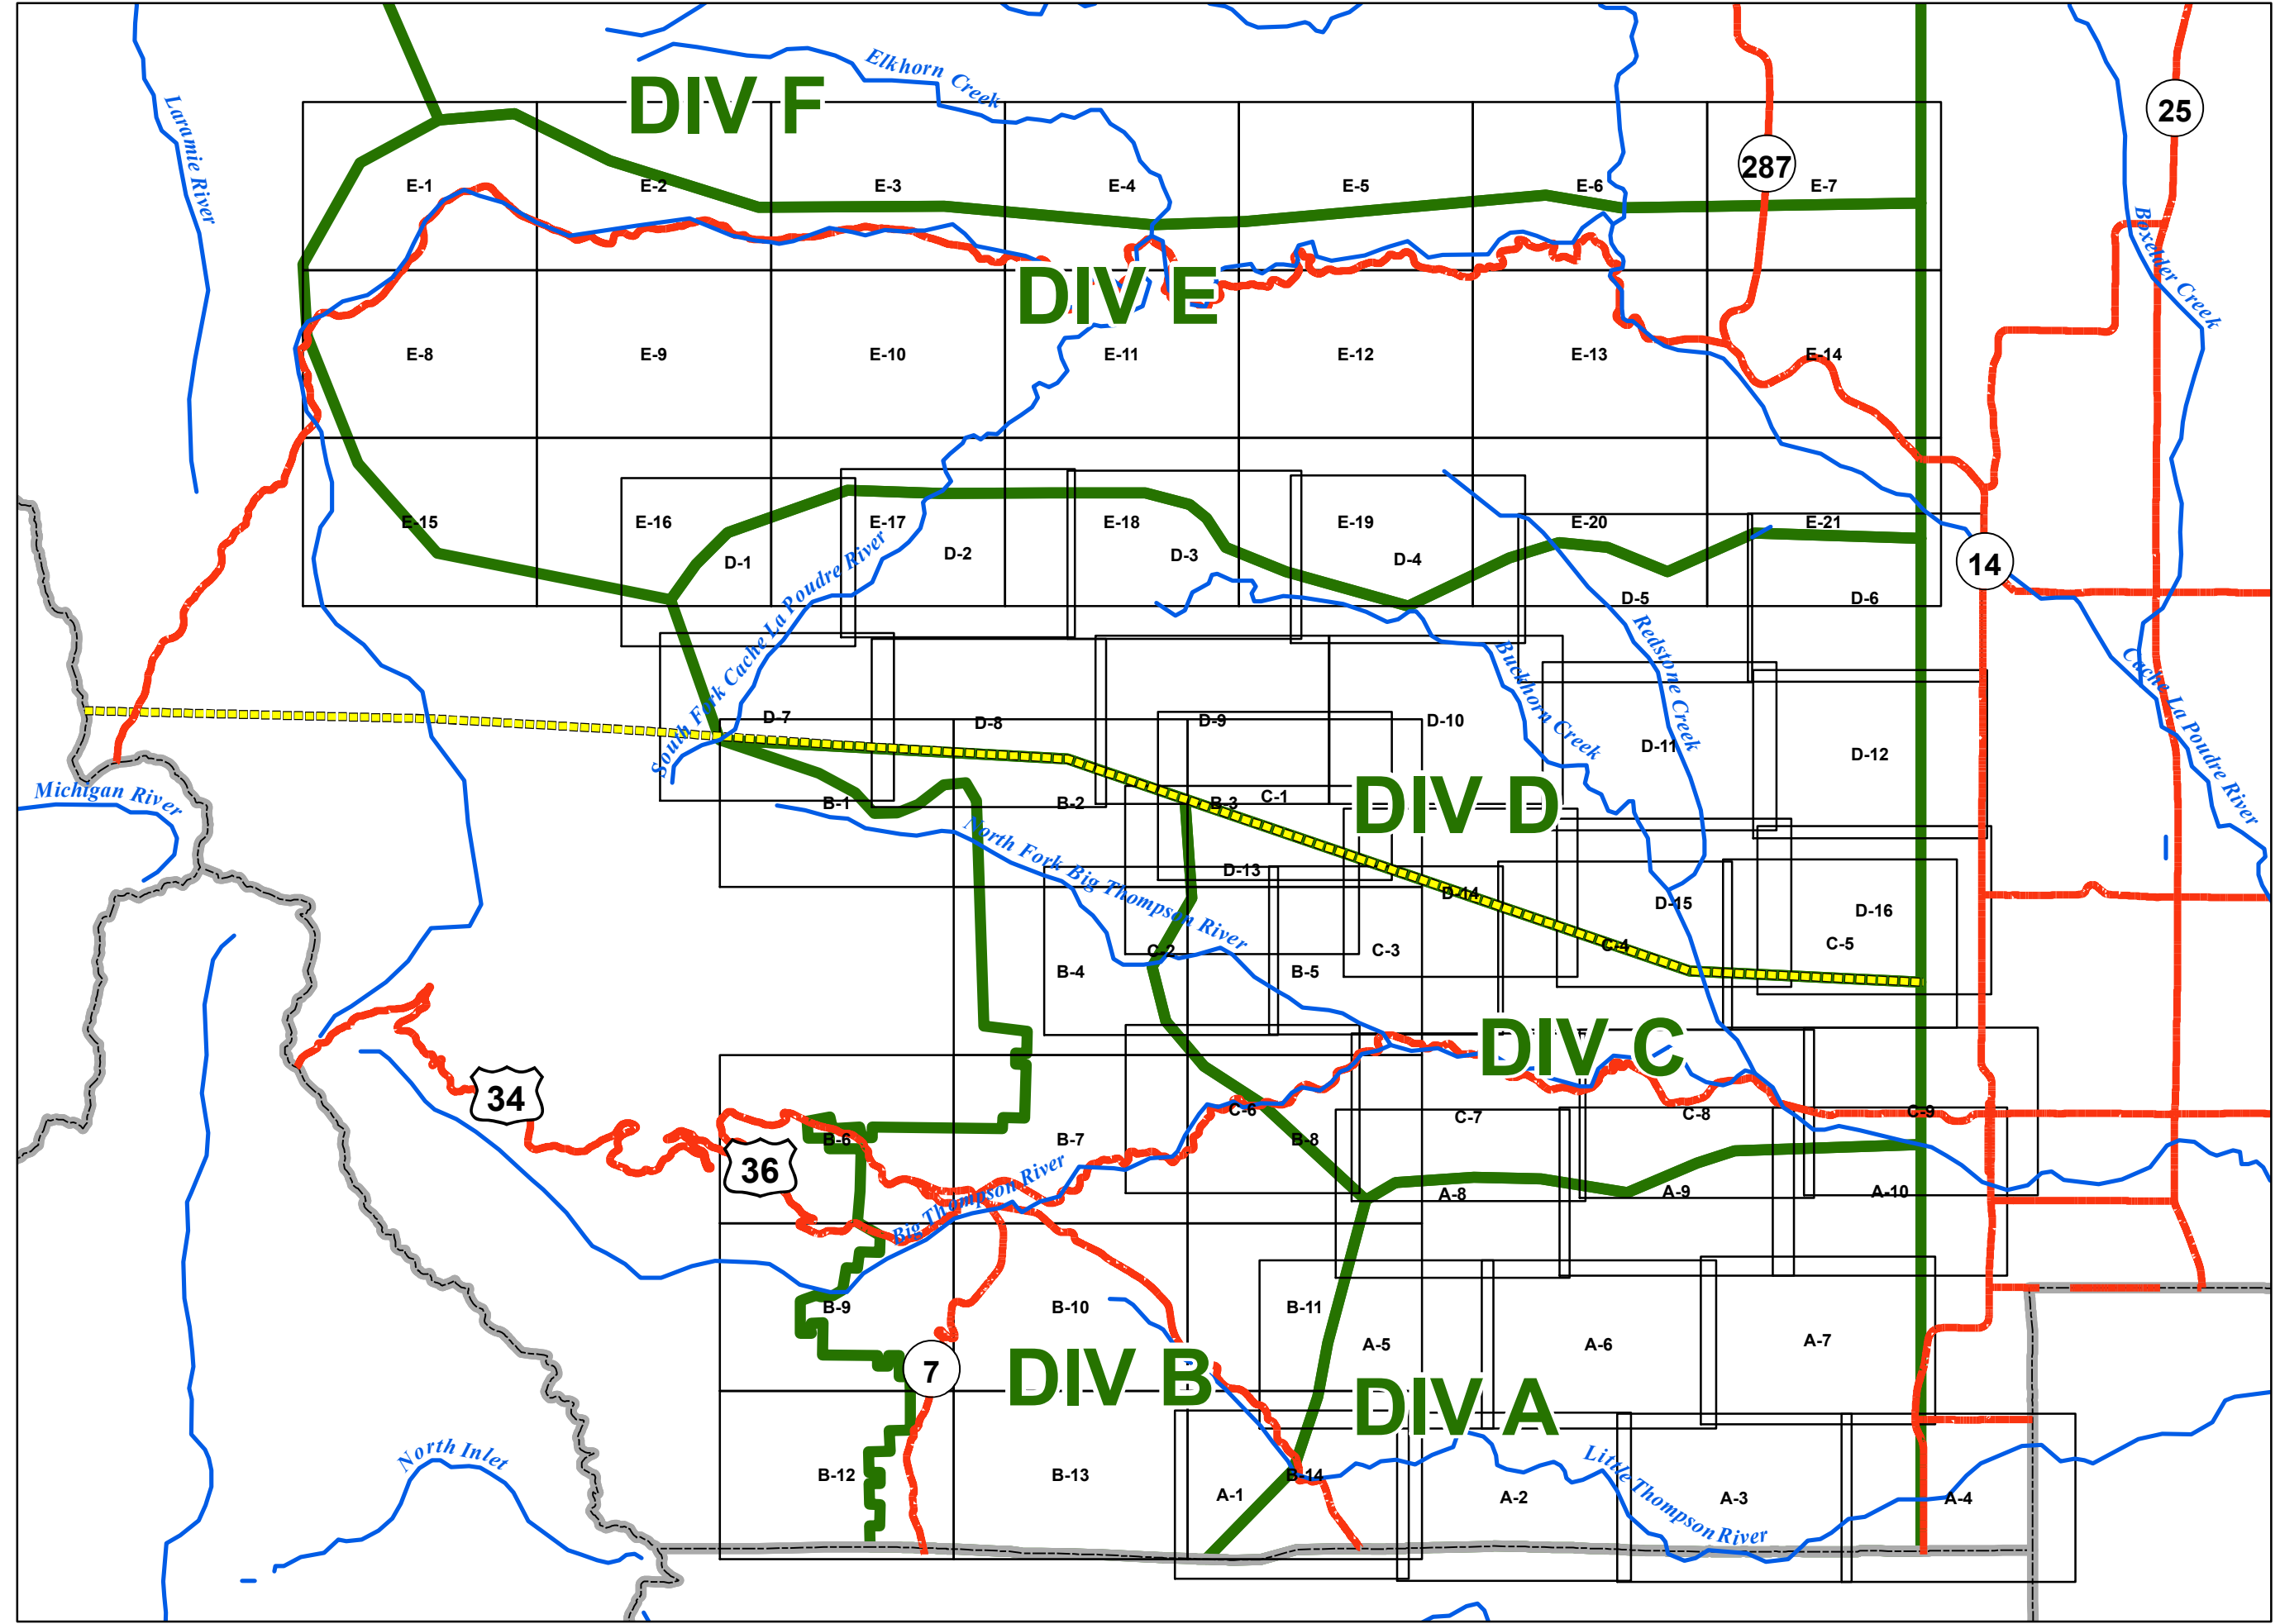 Elkhorn Creek
DIV F
Laramie River
25
287
E-1
E-2
E-3
E-4
E-5
E-6
E-7
Boxelder Creek
DIV E
E-8
E-9
E-10
E-11
E-12
E-13
E-14
E-15
E-16
E-17
E-18
E-19
E-20
E-21
D-1
D-2
D-3
D-4
14
D-5
D-6
South Fork Cache La Poudre River
Buckhorn Creek
Redstone Creek
Cache La Poudre River
D-7
D-8
D-9
D-10
D-11
D-12
Michigan River
B-1
B-2
B-3
C-1
DIV D
North Fork Big Thompson River
D-13
D-14
D-15
D-16
B-4
C-2
B-5
C-3
C-4
C-5
DIV C
34
36
B-6
B-7
C-6
B-8
C-7
C-8
C-9
Big Thompson River
A-8
A-9
A-10
B-9
B-10
B-11
A-5
A-6
A-7
7
DIV B
DIV A
North Inlet
B-12
B-13
B-14
A-1
A-2
A-3
A-4
Little Thompson River